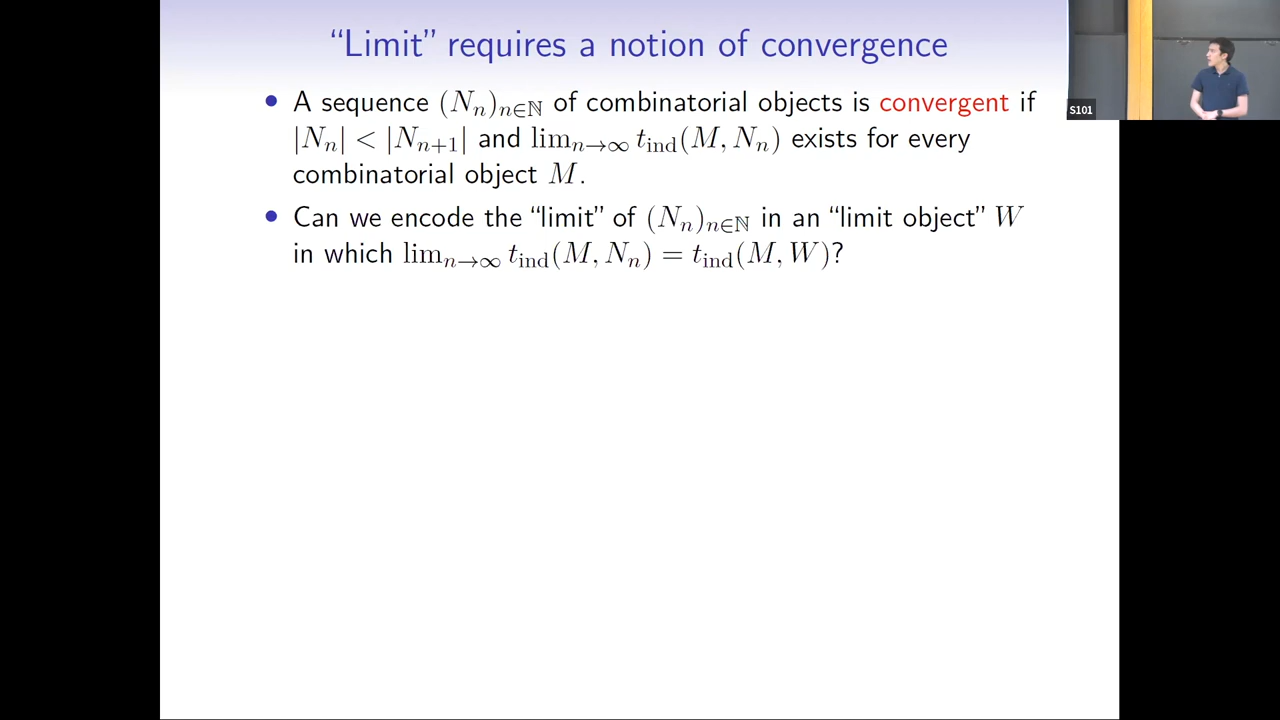 “Limit” requires a notion of convergence
• A sequence $(N_n)_{n\in\mathbb{N}}$ of combinatorial objects is convergent if
$|N_n| < |N_{n+1}|$ and $\lim_{n\to\infty} t_{\mathrm{ind}}(M, N_n)$ exists for every
combinatorial object $M$.
• Can we encode the “limit” of $(N_n)_{n\in\mathbb{N}}$ in an “limit object” $W$
in which $\lim_{n\to\infty} t_{\mathrm{ind}}(M, N_n) = t_{\mathrm{ind}}(M, W)$?
S101